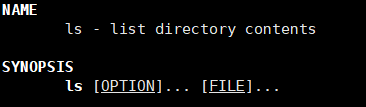 NAME
ls - list directory contents
SYNOPSIS
ls [OPTION]... [FILE]...